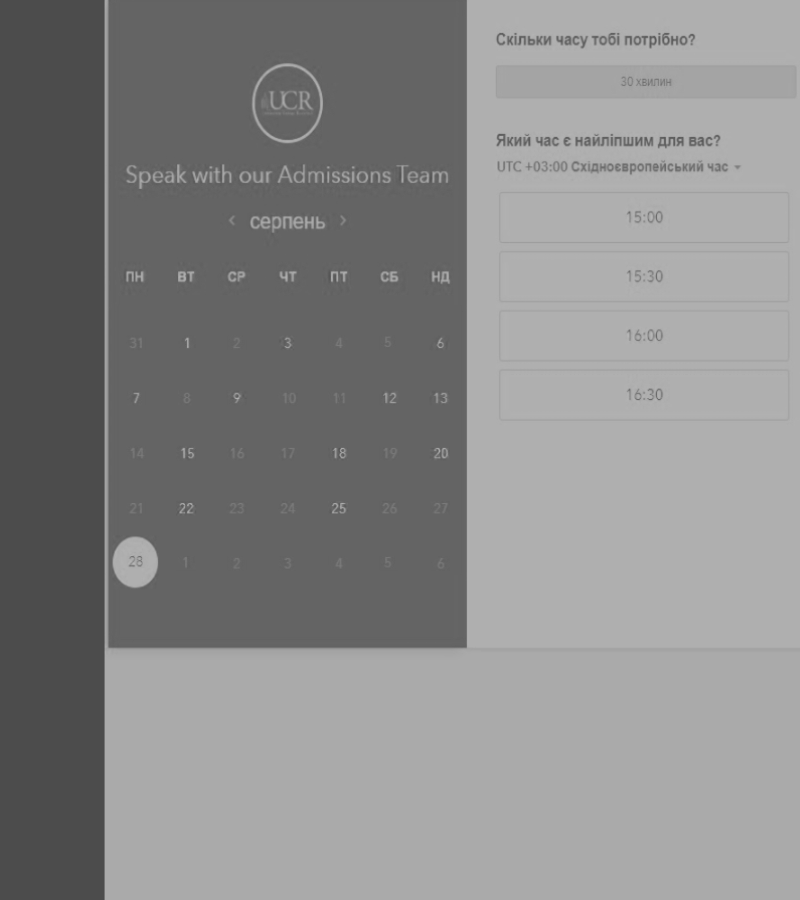 UCR
Speak with our Admissions Team
серпень
ПН ВТ СР ЧТ ПТ СБ НД
31 1 2 3 4 5 6
7 8 9 10 11 12 13
14 15 16 17 18 19 20
21 22 23 24 25 26 27
28 1 2 3 4 5 6
Скільки часу тобі потрібно?
30 хвилин
Який час є найліпшим для вас?
UTC +03:00 Східноєвропейський час
15:00
15:30
16:00
16:30